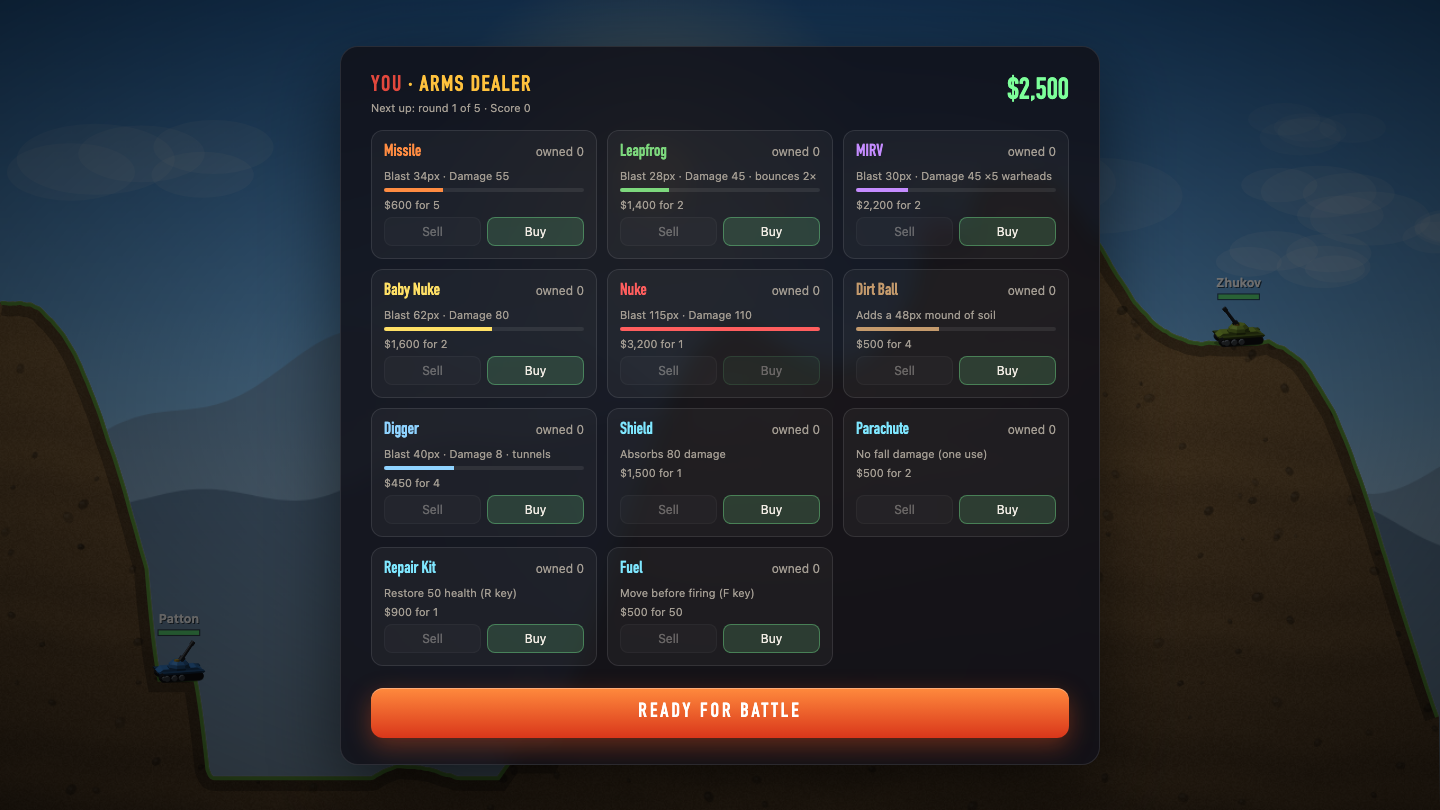 YOU · ARMS DEALER
$2,500
Next up: round 1 of 5 · Score 0
Missile owned 0
Blast 34px · Damage 55
$600 for 5
Sell Buy
Leapfrog owned 0
Blast 28px · Damage 45 · bounces 2×
$1,400 for 2
Sell Buy
MIRV owned 0
Blast 30px · Damage 45 ×5 warheads
$2,200 for 2
Sell Buy
Baby Nuke owned 0
Blast 62px · Damage 80
$1,600 for 2
Sell Buy
Nuke owned 0
Blast 115px · Damage 110
$3,200 for 1
Sell Buy
Dirt Ball owned 0
Adds a 48px mound of soil
$500 for 4
Sell Buy
Digger owned 0
Blast 40px · Damage 8 · tunnels
$450 for 4
Sell Buy
Shield owned 0
Absorbs 80 damage
$1,500 for 1
Sell Buy
Parachute owned 0
No fall damage (one use)
$500 for 2
Sell Buy
Repair Kit owned 0
Restore 50 health (R key)
$900 for 1
Sell Buy
Fuel owned 0
Move before firing (F key)
$500 for 50
Sell Buy
READY FOR BATTLE
Patton
Zhukov